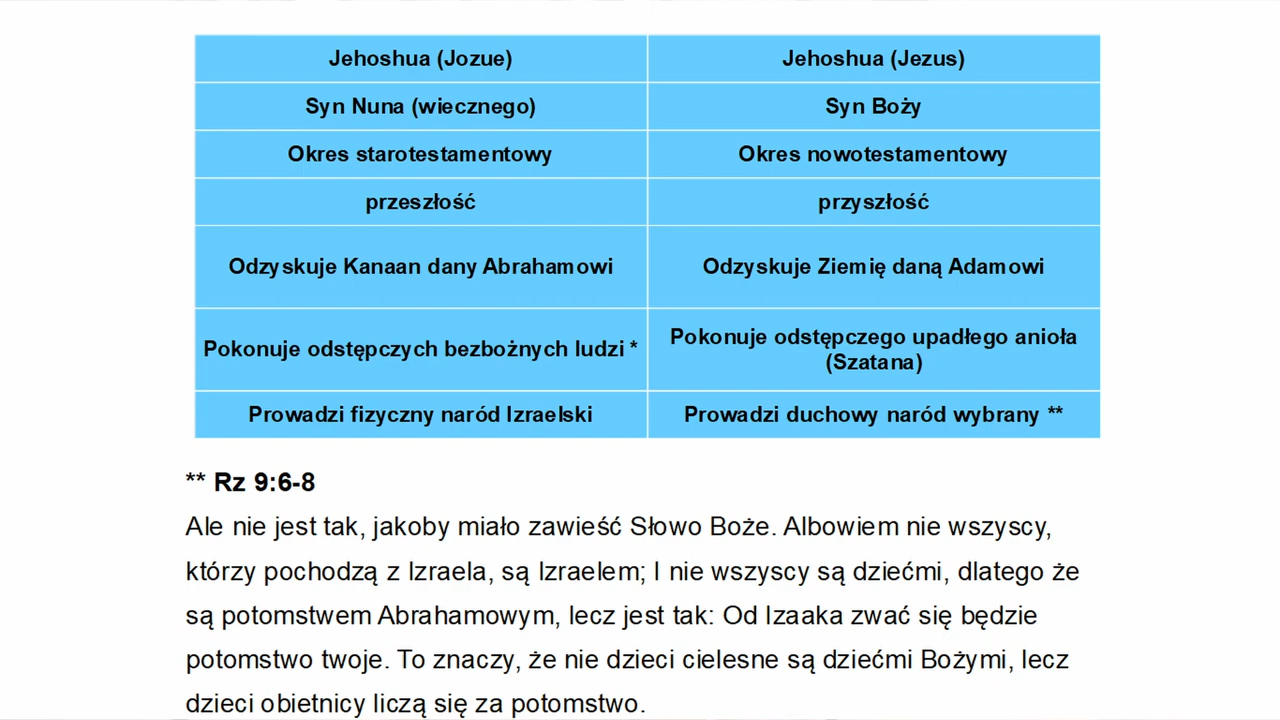 Jehoshua (Jozue) Jehoshua (Jezus)
Syn Nuna (wiecznego) Syn Boży
Okres starotestamentowy Okres nowotestamentowy
przeszłość przyszłość
Odzyskuje Kanaan dany Abrahamowi Odzyskuje Ziemię daną Adamowi
Pokonuje odstępczych bezbożnych ludzi * Pokonuje odstępczego upadłego anioła
(Szatana)
Prowadzi fizyczny naród Izraelski Prowadzi duchowy naród wybrany **
** Rz 9:6-8
Ale nie jest tak, jakoby miało zawieść Słowo Boże. Albowiem nie wszyscy,
którzy pochodzą z Izraela, są Izraelem; I nie wszyscy są dziećmi, dlatego że
są potomstwem Abrahamowym, lecz jest tak: Od Izaaka zwać się będzie
potomstwo twoje. To znaczy, że nie dzieci cielesne są dziećmi Bożymi, lecz
dzieci obietnicy liczą się za potomstwo.